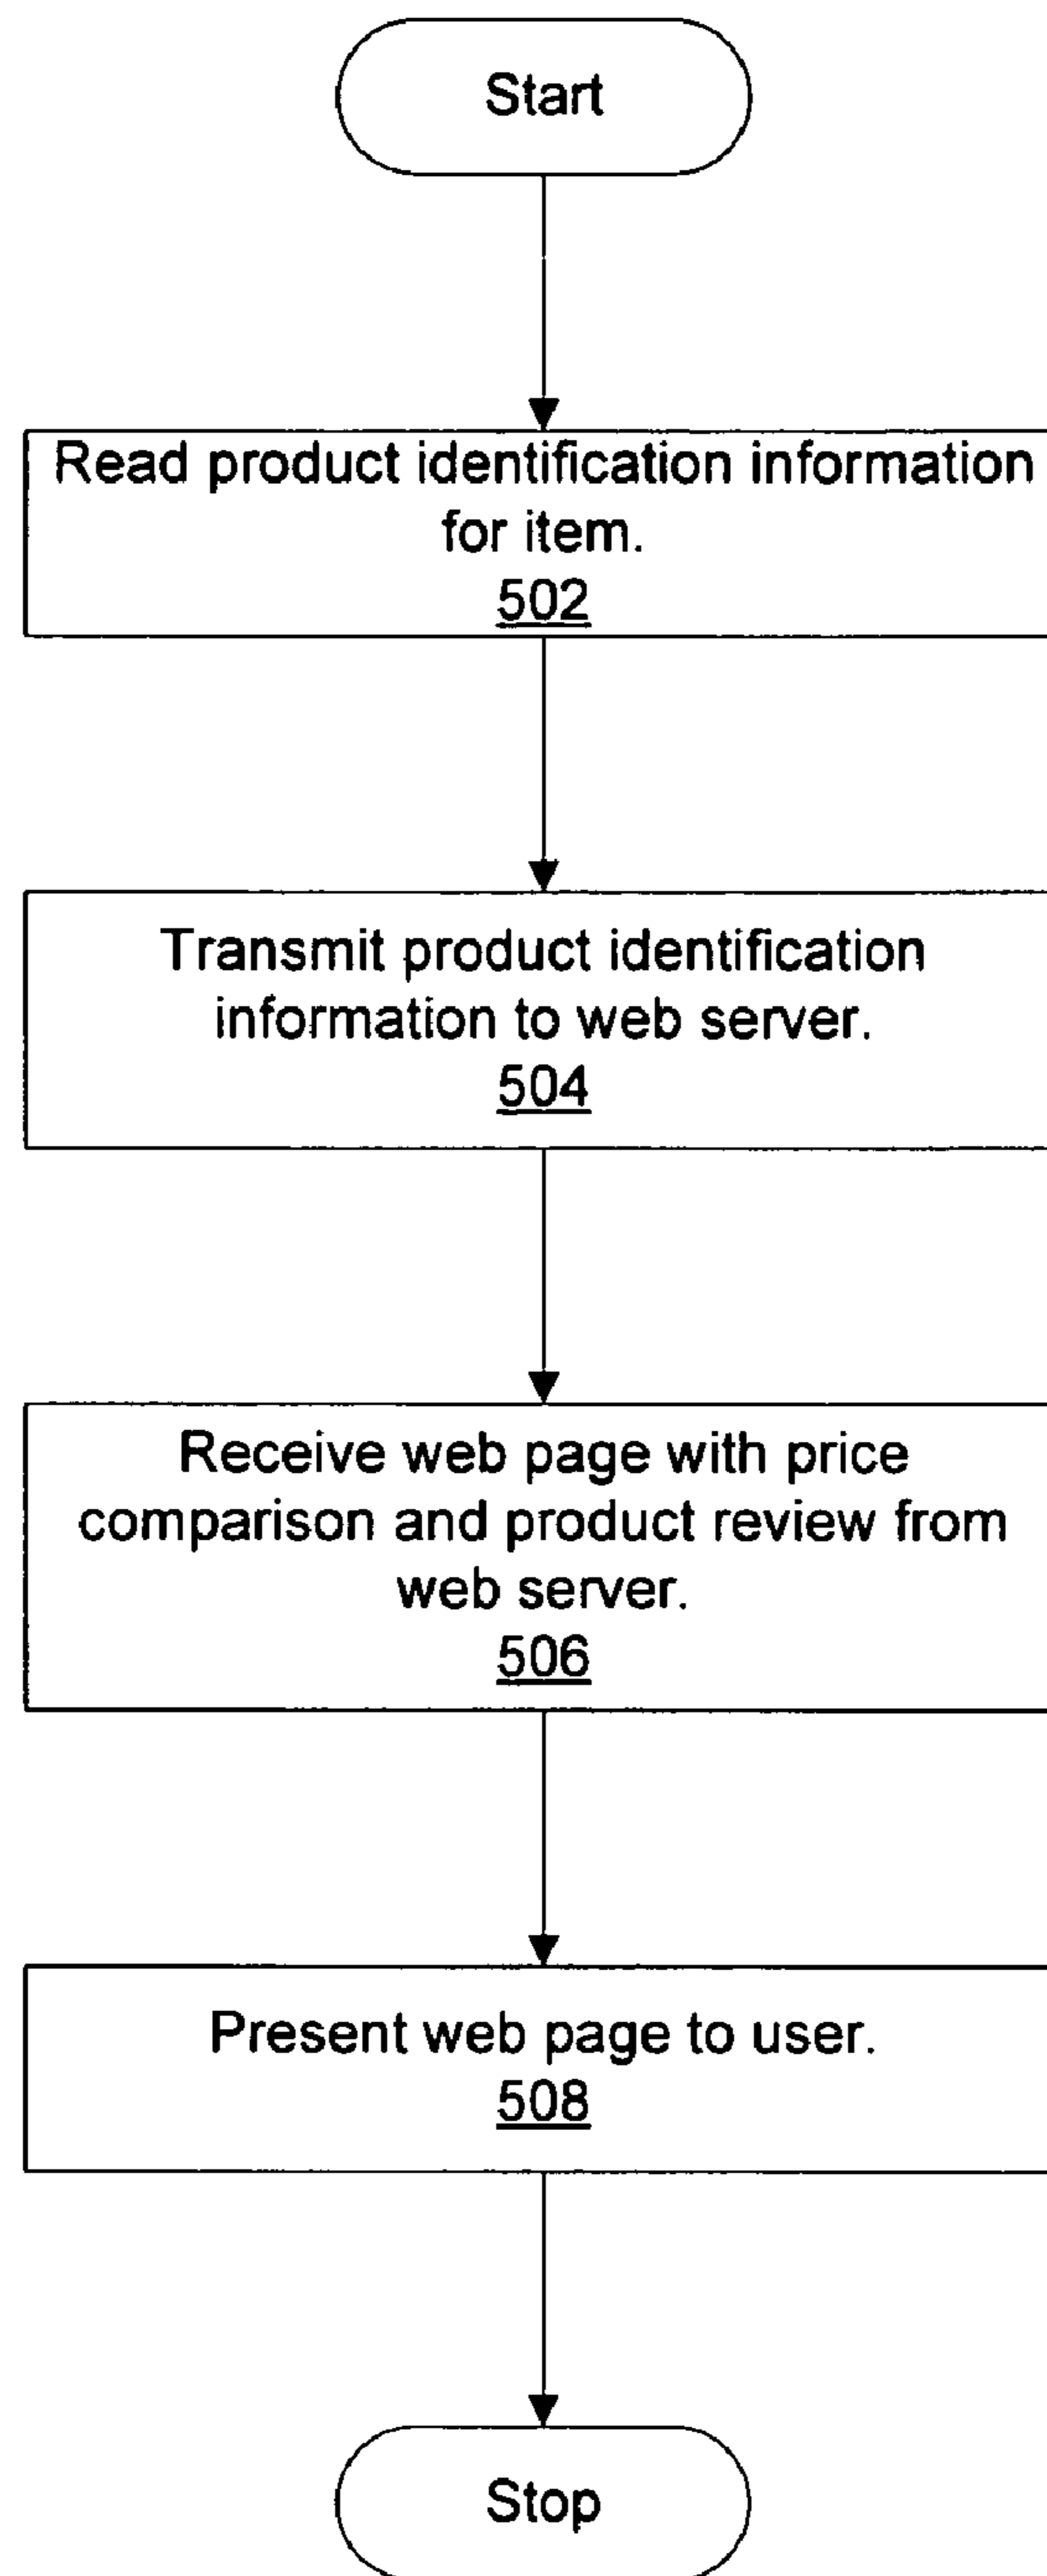 Start
Read product identification information
for item.
502
Transmit product identification
information to web server.
504
Receive web page with price
comparison and product review from
web server.
506
Present web page to user.
508
Stop